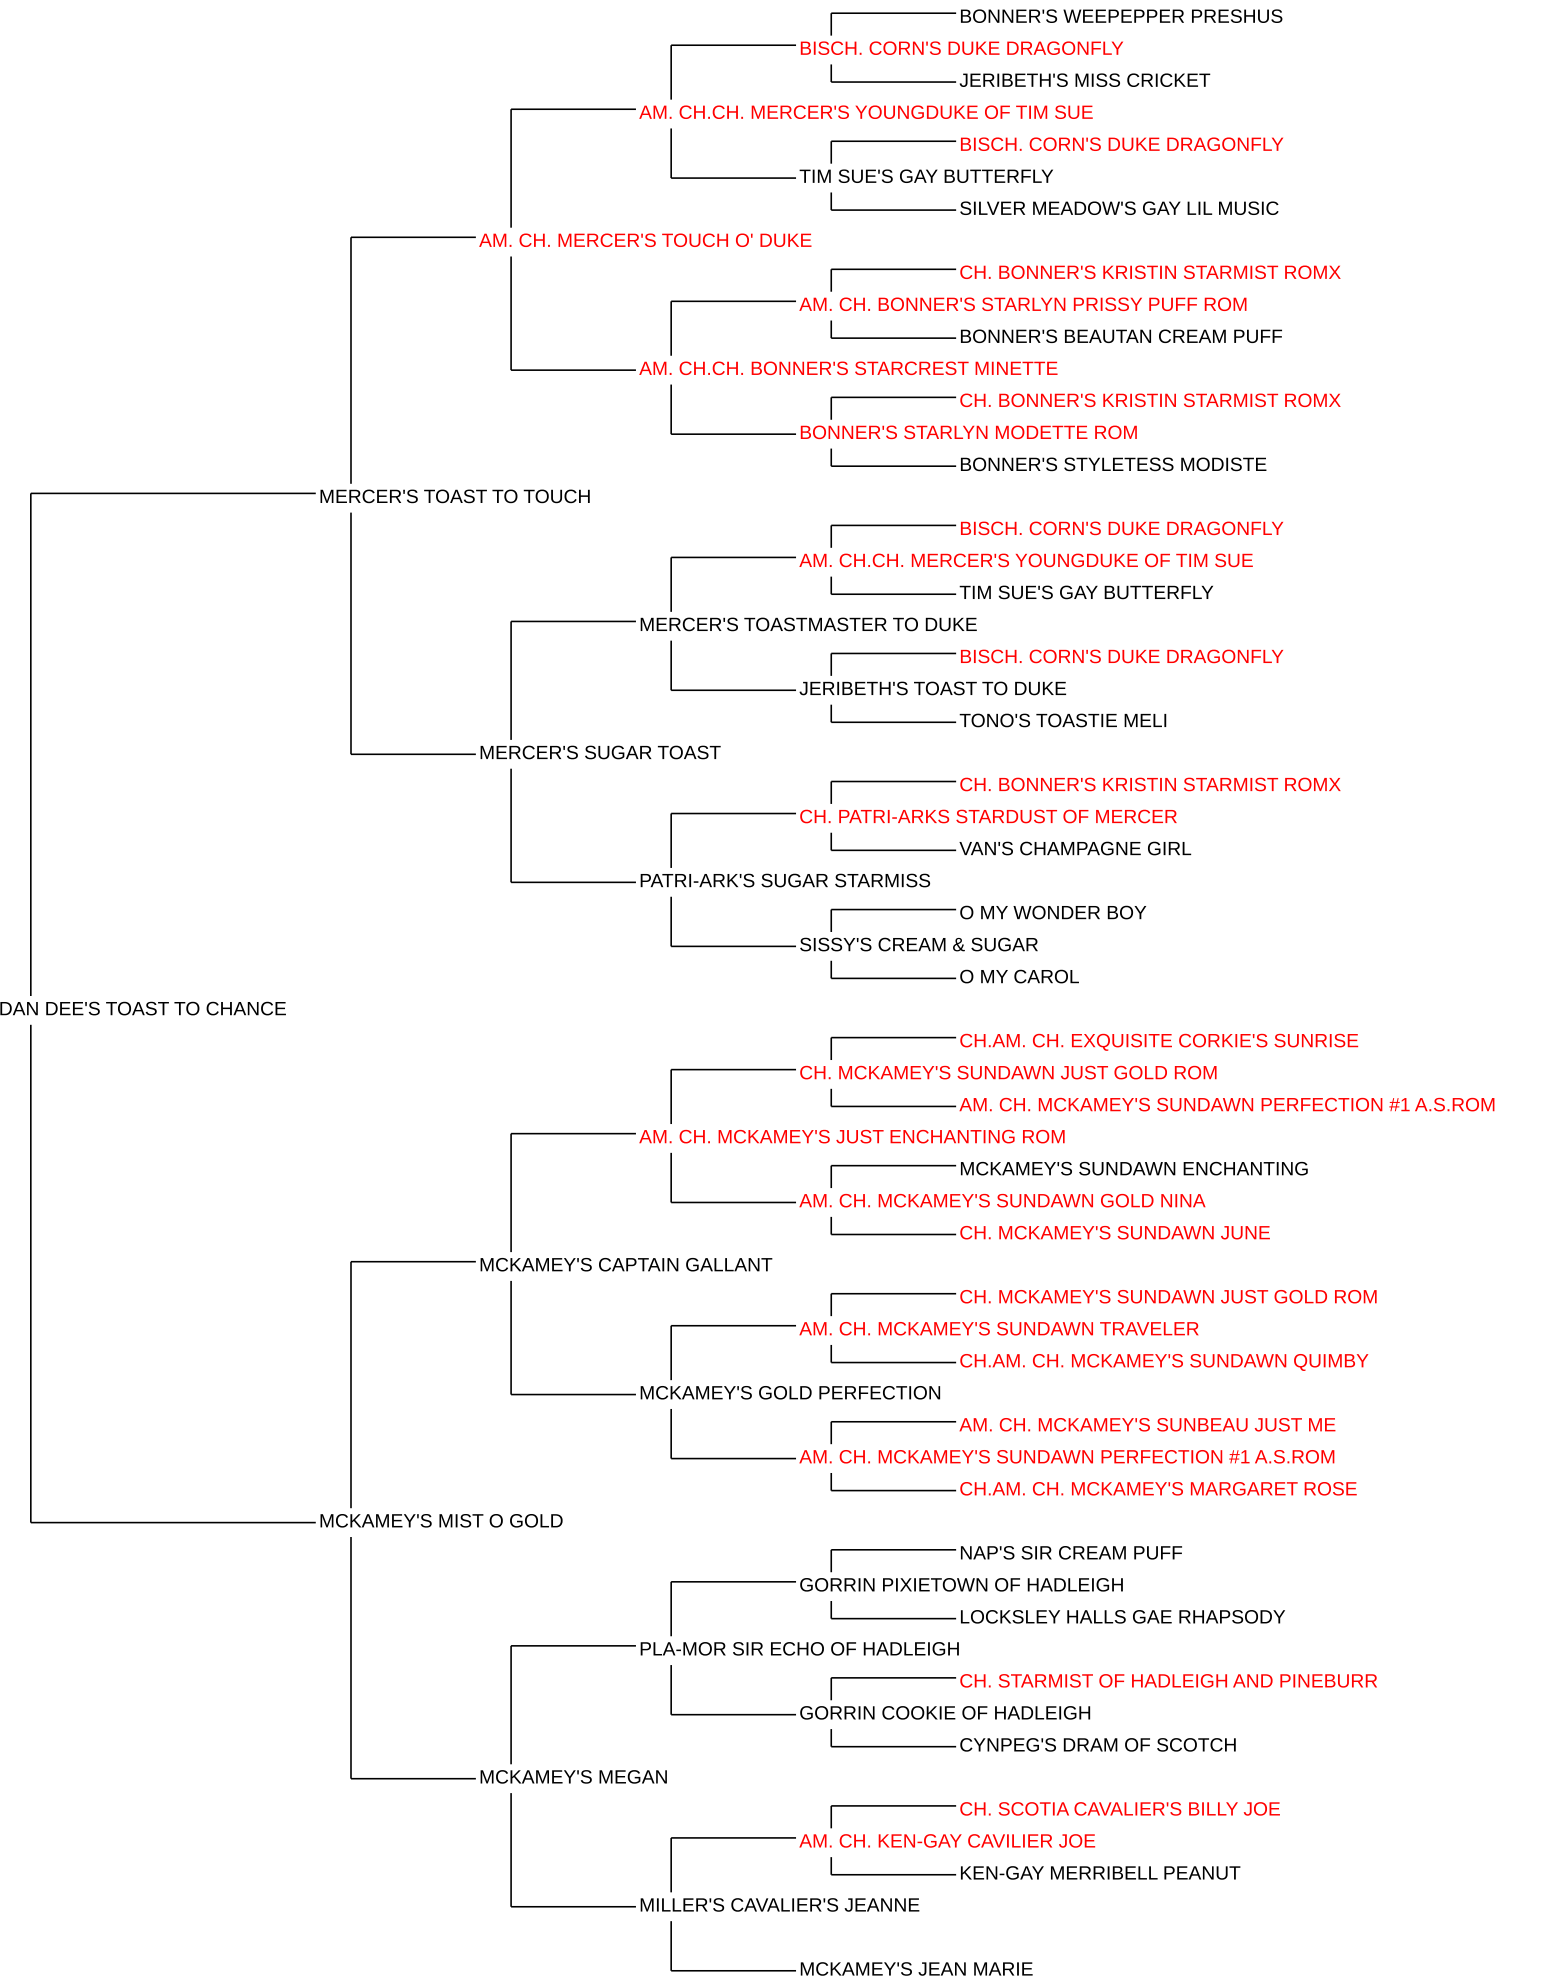 BONNER'S WEEPEPPER PRESHUS
BISCH. CORN'S DUKE DRAGONFLY
JERIBETH'S MISS CRICKET
AM. CH.CH. MERCER'S YOUNGDUKE OF TIM SUE
BISCH. CORN'S DUKE DRAGONFLY
TIM SUE'S GAY BUTTERFLY
SILVER MEADOW'S GAY LIL MUSIC
AM. CH. MERCER'S TOUCH O' DUKE
CH. BONNER'S KRISTIN STARMIST ROMX
AM. CH. BONNER'S STARLYN PRISSY PUFF ROM
BONNER'S BEAUTAN CREAM PUFF
AM. CH.CH. BONNER'S STARCREST MINETTE
CH. BONNER'S KRISTIN STARMIST ROMX
BONNER'S STARLYN MODETTE ROM
BONNER'S STYLETESS MODISTE
MERCER'S TOAST TO TOUCH
BISCH. CORN'S DUKE DRAGONFLY
AM. CH.CH. MERCER'S YOUNGDUKE OF TIM SUE
TIM SUE'S GAY BUTTERFLY
MERCER'S TOASTMASTER TO DUKE
BISCH. CORN'S DUKE DRAGONFLY
JERIBETH'S TOAST TO DUKE
TONO'S TOASTIE MELI
MERCER'S SUGAR TOAST
CH. BONNER'S KRISTIN STARMIST ROMX
CH. PATRI-ARKS STARDUST OF MERCER
VAN'S CHAMPAGNE GIRL
PATRI-ARK'S SUGAR STARMISS
O MY WONDER BOY
SISSY'S CREAM & SUGAR
O MY CAROL
DAN DEE'S TOAST TO CHANCE
CH.AM. CH. EXQUISITE CORKIE'S SUNRISE
CH. MCKAMEY'S SUNDAWN JUST GOLD ROM
AM. CH. MCKAMEY'S SUNDAWN PERFECTION #1 A.S.ROM
AM. CH. MCKAMEY'S JUST ENCHANTING ROM
MCKAMEY'S SUNDAWN ENCHANTING
AM. CH. MCKAMEY'S SUNDAWN GOLD NINA
CH. MCKAMEY'S SUNDAWN JUNE
MCKAMEY'S CAPTAIN GALLANT
CH. MCKAMEY'S SUNDAWN JUST GOLD ROM
AM. CH. MCKAMEY'S SUNDAWN TRAVELER
CH.AM. CH. MCKAMEY'S SUNDAWN QUIMBY
MCKAMEY'S GOLD PERFECTION
AM. CH. MCKAMEY'S SUNBEAU JUST ME
AM. CH. MCKAMEY'S SUNDAWN PERFECTION #1 A.S.ROM
CH.AM. CH. MCKAMEY'S MARGARET ROSE
MCKAMEY'S MIST O GOLD
NAP'S SIR CREAM PUFF
GORRIN PIXIETOWN OF HADLEIGH
LOCKSLEY HALLS GAE RHAPSODY
PLA-MOR SIR ECHO OF HADLEIGH
CH. STARMIST OF HADLEIGH AND PINEBURR
GORRIN COOKIE OF HADLEIGH
CYNPEG'S DRAM OF SCOTCH
MCKAMEY'S MEGAN
CH. SCOTIA CAVALIER'S BILLY JOE
AM. CH. KEN-GAY CAVILIER JOE
KEN-GAY MERRIBELL PEANUT
MILLER'S CAVALIER'S JEANNE
MCKAMEY'S JEAN MARIE